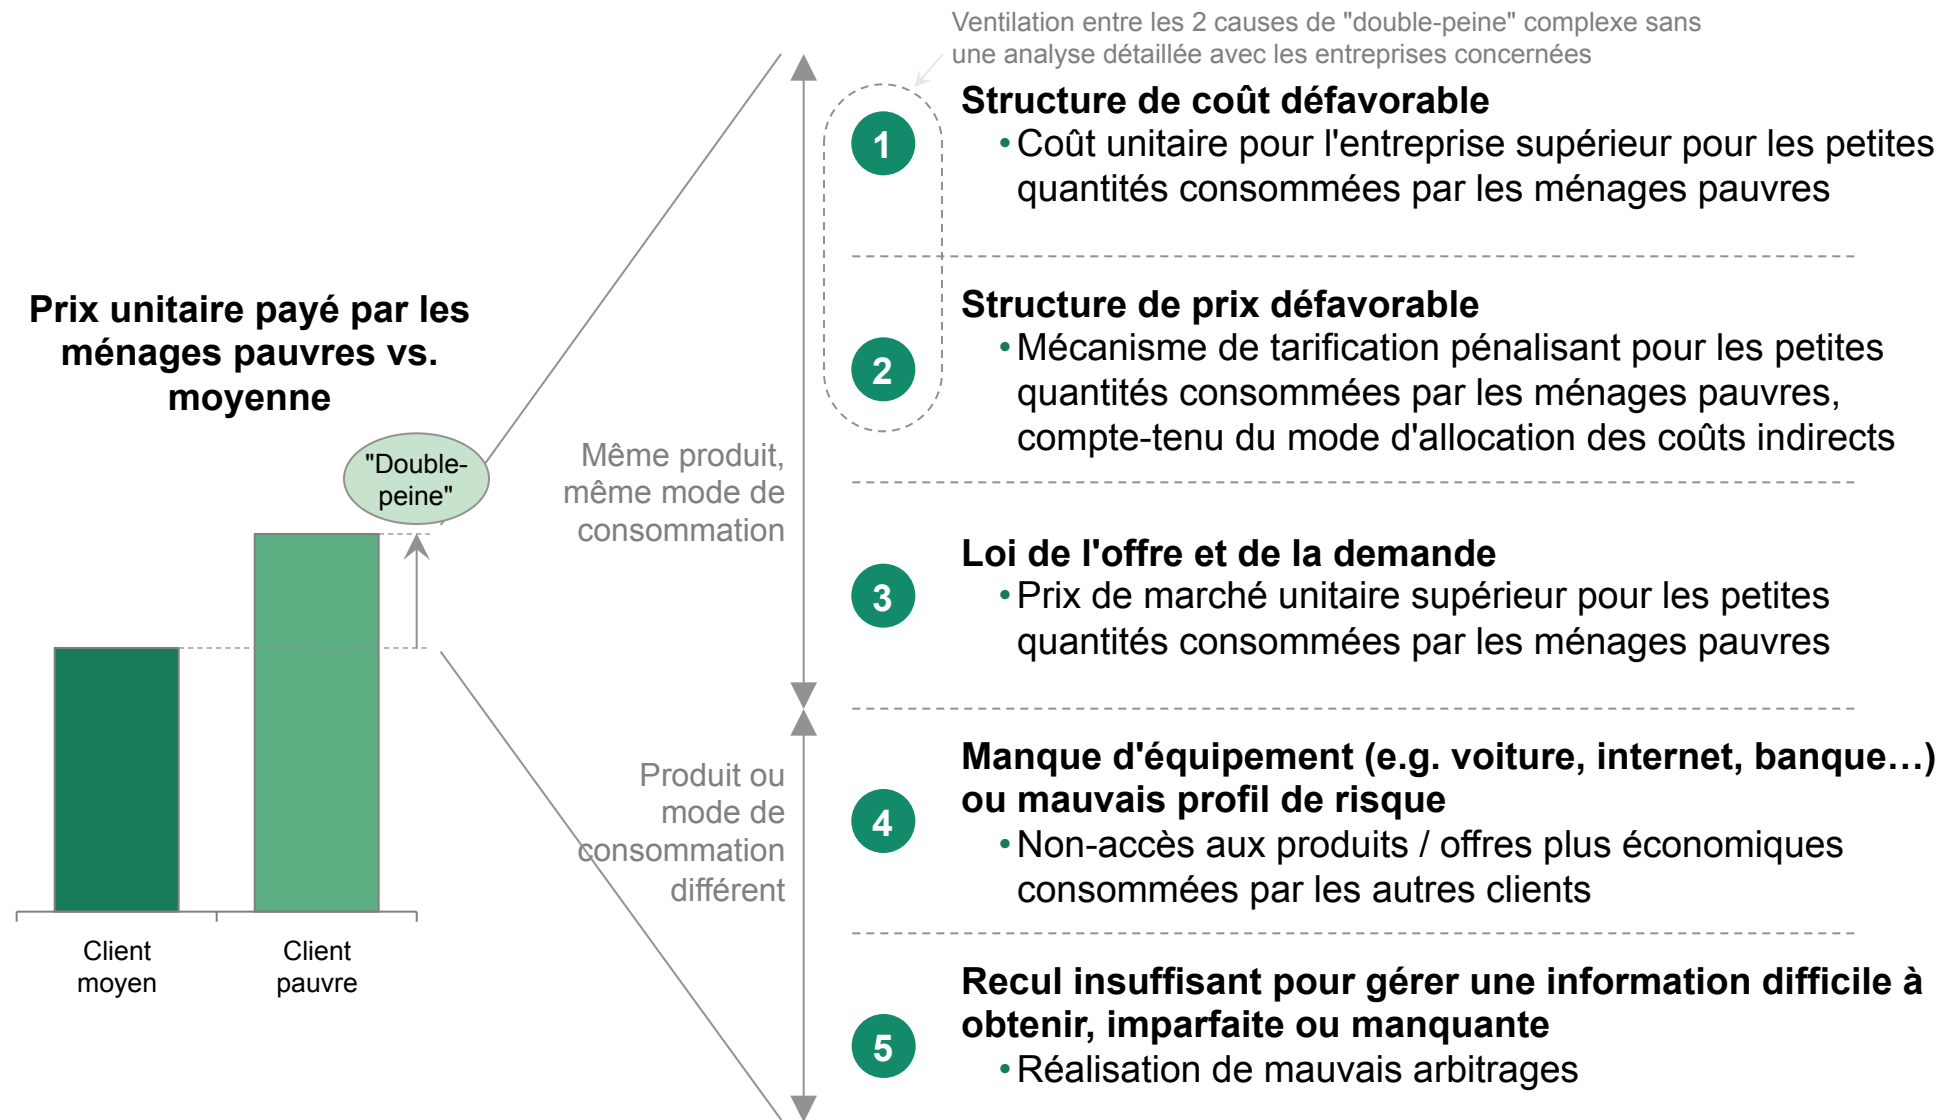 Ventilation entre les 2 causes de "double-peine" complexe sans
une analyse détaillée avec les entreprises concernées
Prix unitaire payé par les
ménages pauvres vs.
moyenne
"Double-
peine"
Client
moyen
Client
pauvre
Même produit,
même mode de
consommation
Produit ou
mode de
consommation
différent
1
Structure de coût défavorable
•Coût unitaire pour l'entreprise supérieur pour les petites
quantités consommées par les ménages pauvres
2
Structure de prix défavorable
•Mécanisme de tarification pénalisant pour les petites
quantités consommées par les ménages pauvres,
compte-tenu du mode d'allocation des coûts indirects
3
Loi de l'offre et de la demande
•Prix de marché unitaire supérieur pour les petites
quantités consommées par les ménages pauvres
4
Manque d'équipement (e.g. voiture, internet, banque…)
ou mauvais profil de risque
•Non-accès aux produits / offres plus économiques
consommées par les autres clients
5
Recul insuffisant pour gérer une information difficile à
obtenir, imparfaite ou manquante
•Réalisation de mauvais arbitrages